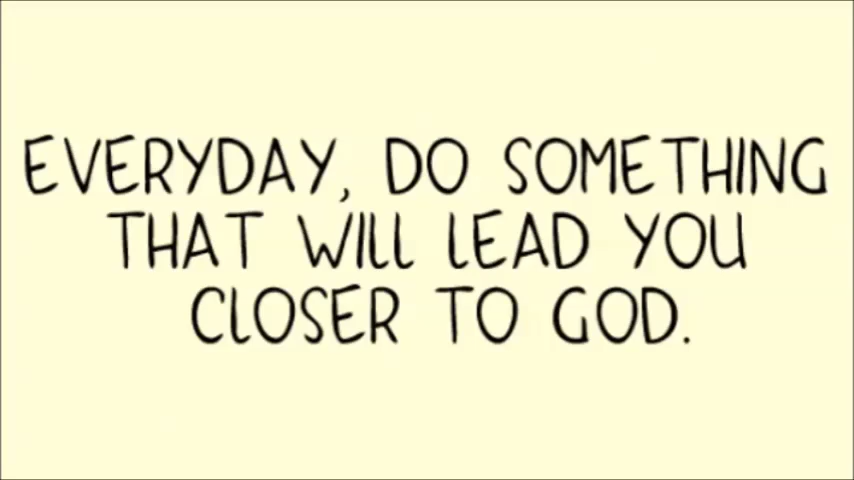 EVERYDAY, DO SOMETHING
THAT WILL LEAD YOU
CLOSER TO GOD.